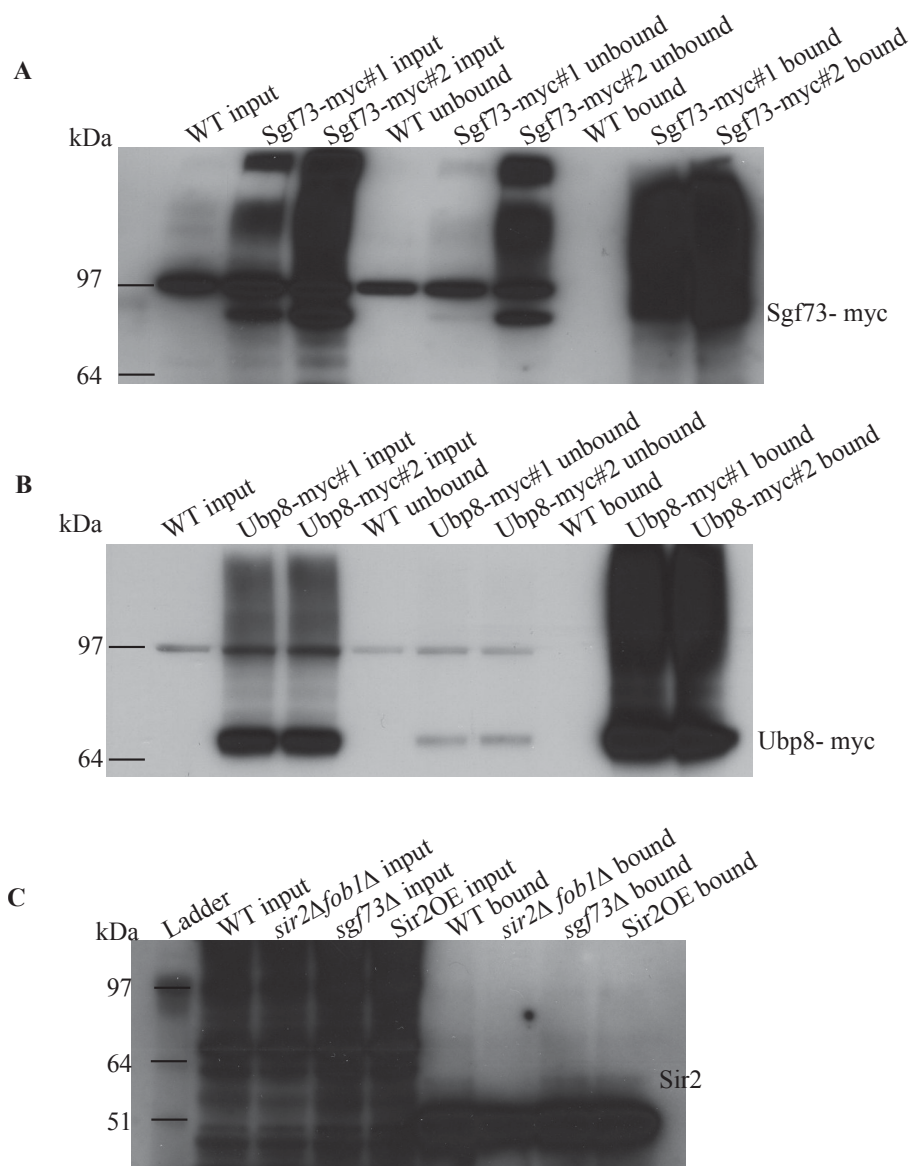 A
kDa
WT input
Sgf73-myc#1 input
Sgf73-myc#2 input
WT unbound
Sgf73-myc#1 unbound
Sgf73-myc#2 unbound
WT bound
Sgf73-myc#1 bound
Sgf73-myc#2 bound
97
64
Sgf73- myc
B
kDa
WT input
Ubp8-myc#1 input
Ubp8-myc#2 input
WT unbound
Ubp8-myc#1 unbound
Ubp8-myc#2 unbound
WT bound
Ubp8-myc#1 bound
Ubp8-myc#2 bound
97
64
Ubp8- myc
C
kDa
Ladder
WT input
sir2Δfob1Δ input
sgf73Δ input
Sir2OE input
WT bound
sir2Δ fob1Δ bound
sgf73Δ bound
Sir2OE bound
97
64
51
Sir2